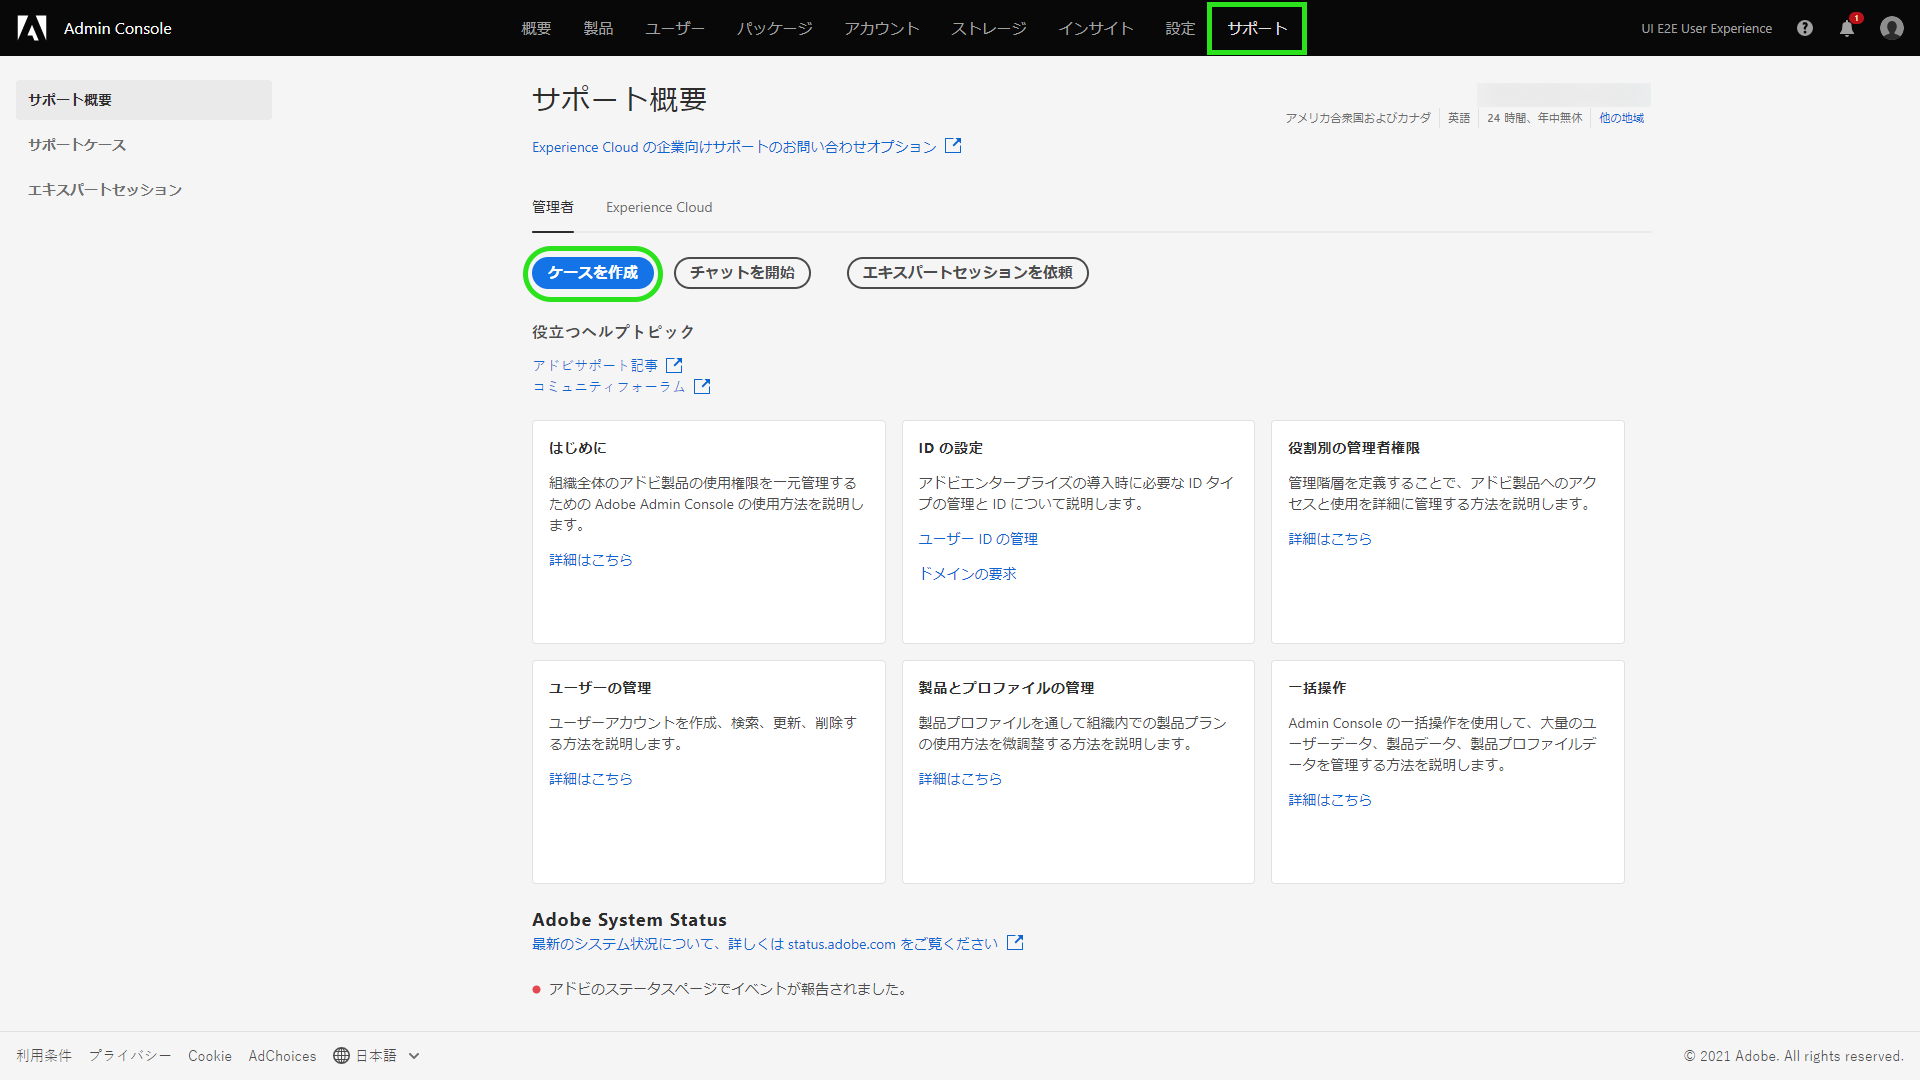 Admin Console
概要 製品 ユーザー パッケージ アカウント ストレージ インサイト 設定 サポート
UI E2E User Experience
1
サポート概要
サポートケース
エキスパートセッション
サポート概要
アメリカ合衆国およびカナダ 英語 24 時間、年中無休 他の地域
Experience Cloud の企業向けサポートのお問い合わせオプション
管理者 Experience Cloud
ケースを作成 チャットを開始 エキスパートセッションを依頼
役立つヘルプトピック
アドビサポート記事
コミュニティフォーラム
はじめに
組織全体のアドビ製品の使用権限を一元管理する
ための Adobe Admin Console の使用方法を説明し
ます。
詳細はこちら
ID の設定
アドビエンタープライズの導入時に必要な ID タイ
プの管理と ID について説明します。
ユーザー ID の管理
ドメインの要求
役割別の管理者権限
管理階層を定義することで、アドビ製品へのアク
セスと使用を詳細に管理する方法を説明します。
詳細はこちら
ユーザーの管理
ユーザーアカウントを作成、検索、更新、削除す
る方法を説明します。
詳細はこちら
製品とプロファイルの管理
製品プロファイルを通して組織内での製品プラン
の使用方法を微調整する方法を説明します。
詳細はこちら
一括操作
Admin Console の一括操作を使用して、大量のユ
ーザーデータ、製品データ、製品プロファイルデ
ータを管理する方法を説明します。
詳細はこちら
Adobe System Status
最新のシステム状況について、詳しくは status.adobe.com をご覧ください
アドビのステータスページでイベントが報告されました。
利用条件 プライバシー Cookie AdChoices 日本語
© 2021 Adobe. All rights reserved.